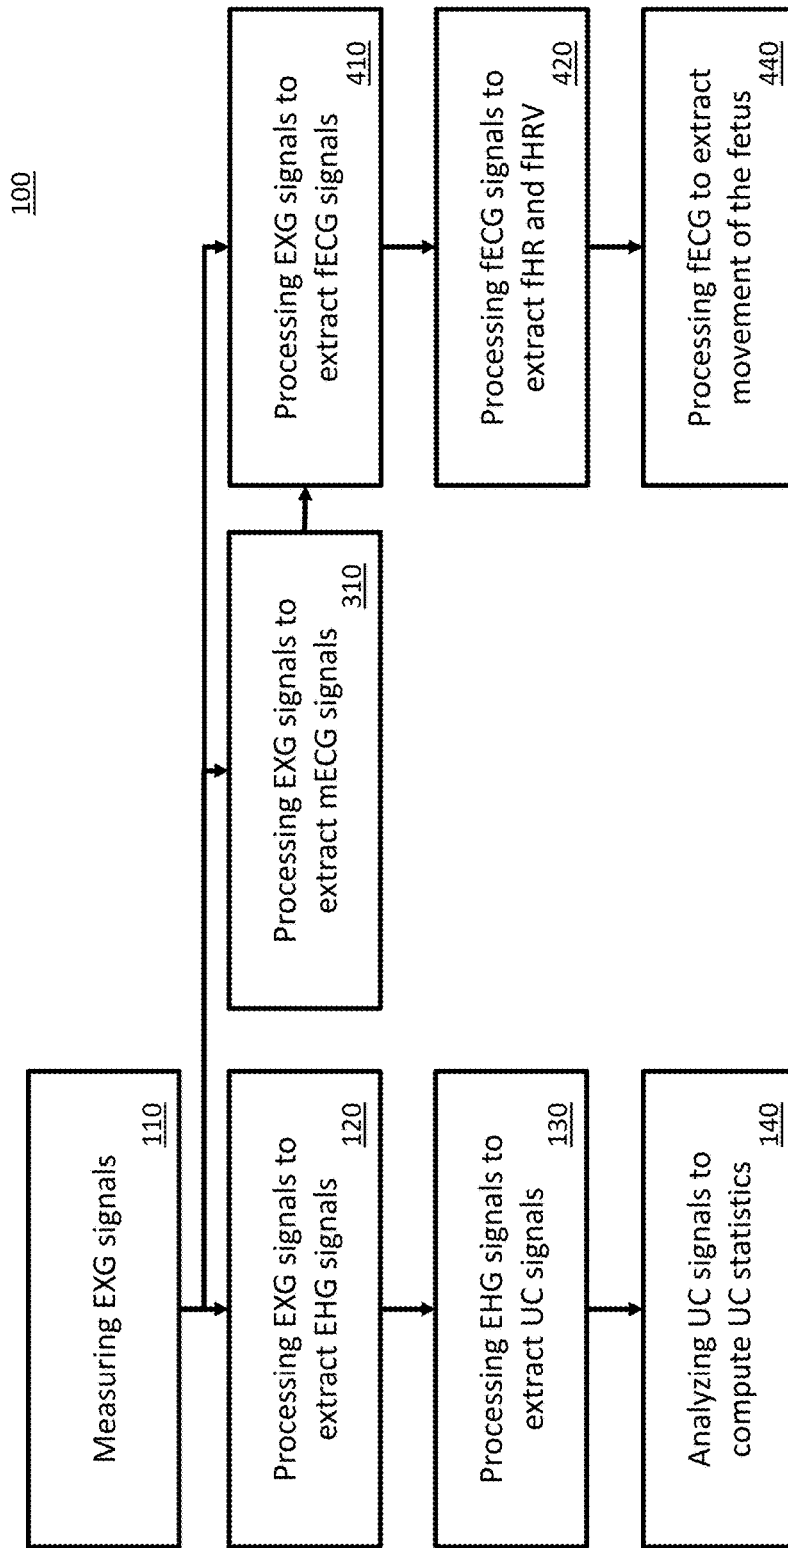 100
Measuring EXG signals
110
Processing EXG signals to
extract EHG signals
120
Processing EXG signals to
extract mECG signals
310
Processing EXG signals to
extract fECG signals
410
Processing EHG signals to
extract UC signals
130
Processing fECG signals to
extract fHR and fHRV
420
Analyzing UC signals to
compute UC statistics
140
Processing fECG to extract
movement of the fetus
440